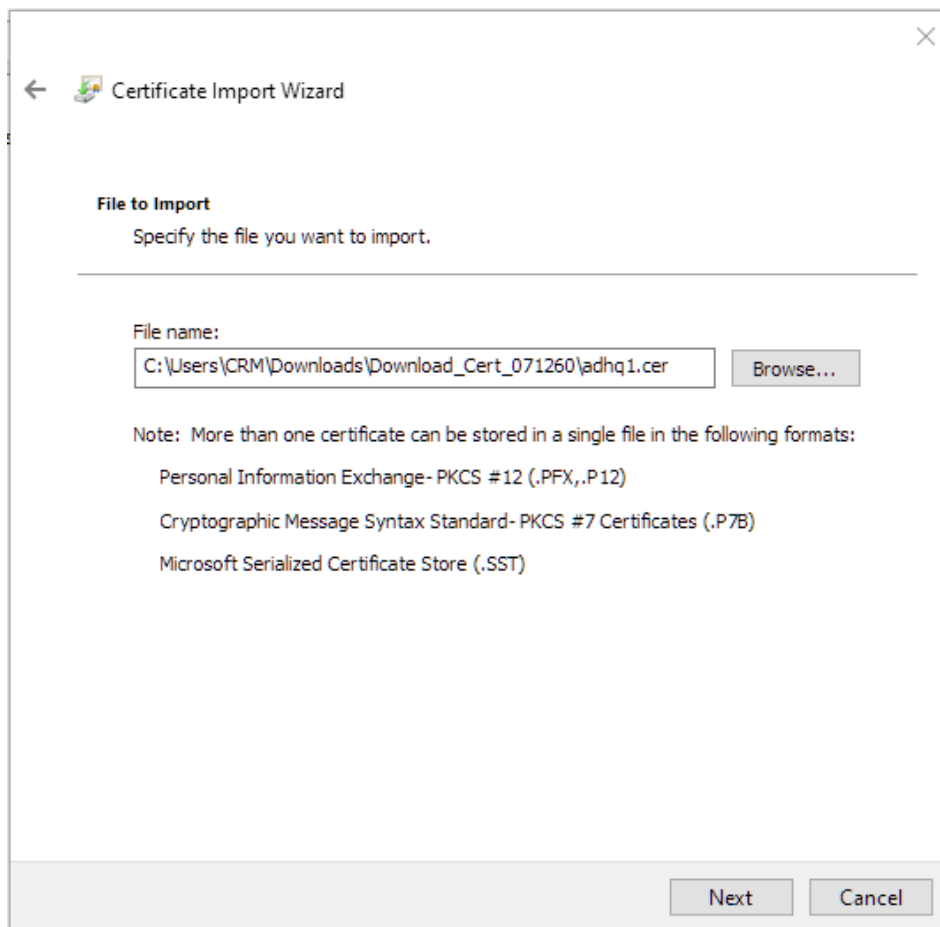 Certificate Import Wizard
File to Import
Specify the file you want to import.
File name:
C:\Users\CRM\Downloads\Download_Cert_071260\adhq1.cer
Browse...
Note: More than one certificate can be stored in a single file in the following formats:
Personal Information Exchange- PKCS #12 (.PFX,.P12)
Cryptographic Message Syntax Standard- PKCS #7 Certificates (.P7B)
Microsoft Serialized Certificate Store (.SST)
Next
Cancel